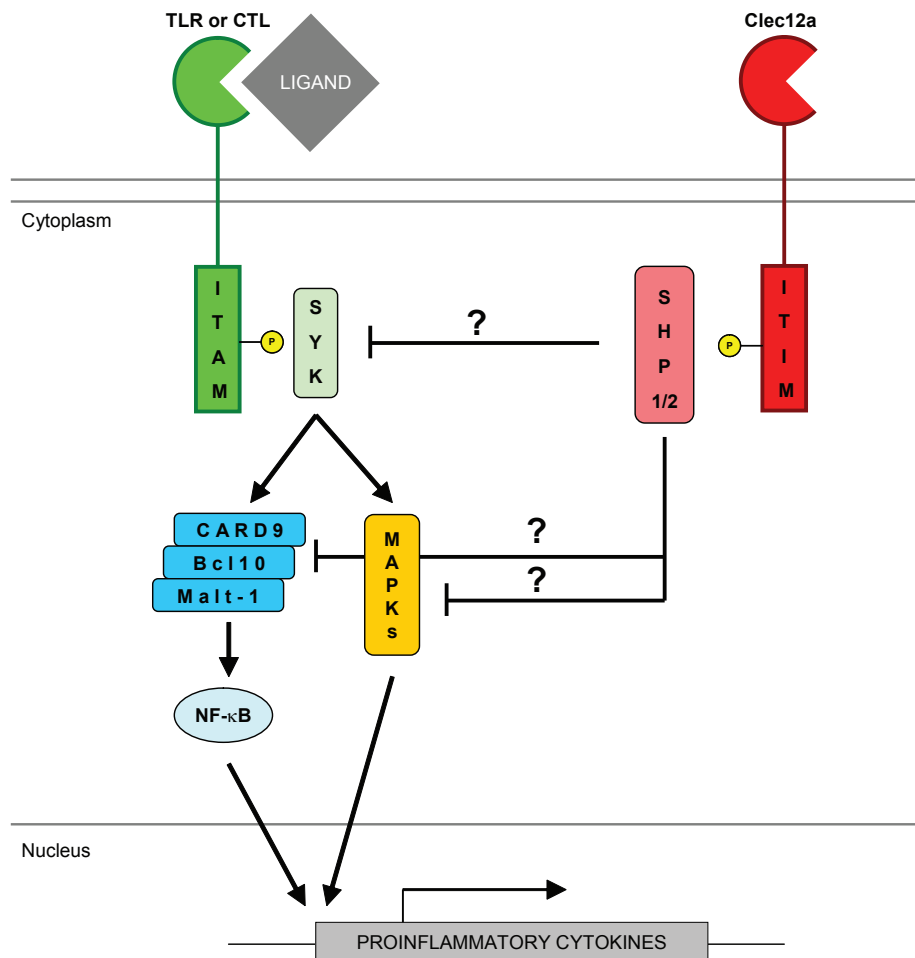 TLR or CTL
Clec12a
LIGAND
Cytoplasm
I
T
A
M
P
S
Y
K
?
S
H
P
1/2
P
I
T
I
M
CARD9
Bcl10
Malt-1
M
A
P
K
s
?
?
NF-κB
Nucleus
PROINFLAMMATORY CYTOKINES